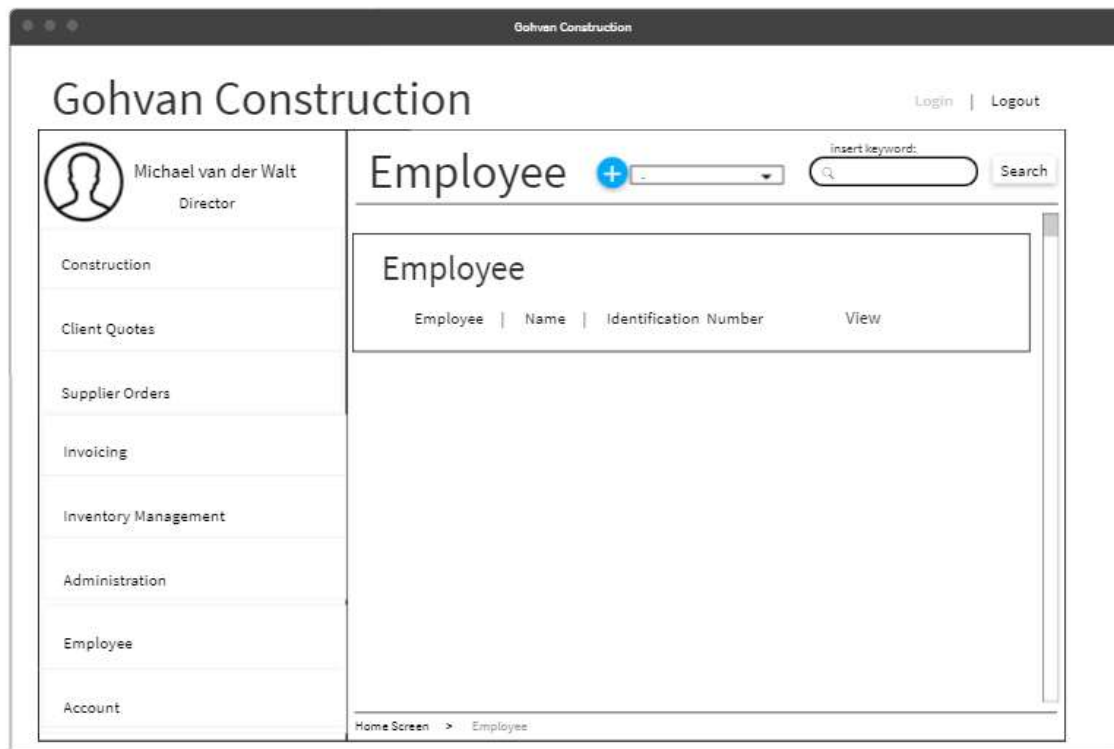 Gohvan Construction
Gohvan Construction
Login | Logout
Michael van der Walt
Director
Employee
-
insert keyword:
Search
Construction
Client Quotes
Supplier Orders
Invoicing
Inventory Management
Administration
Employee
Account
Employee
Employee | Name | Identification Number View
Home Screen > Employee